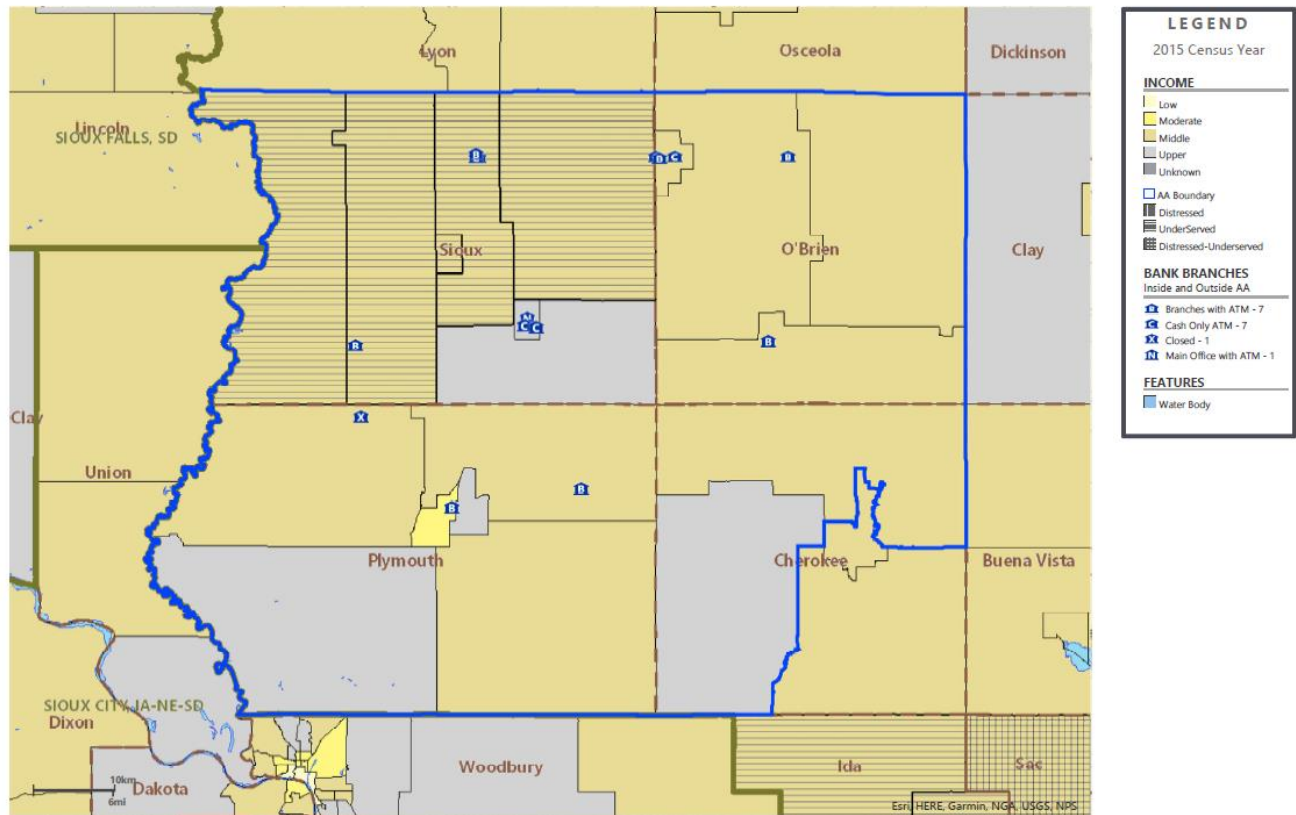 Lyon
Osceola
Dickinson
Lincoln
SIOUX FALLS, SD
B
B
C
B
Sioux
O'Brien
Clay
N
C
C
B
B
Clay
X
Union
B
B
Plymouth
Cherokee
Buena Vista
SIOUX CITY, IA-NE-SD
Dixon
Woodbury
Ida
Sac
10km
Dakota
6mi
Esri, HERE, Garmin, NGA, USGS, NPS
LEGEND
2015 Census Year
INCOME
Low
Moderate
Middle
Upper
Unknown
AA Boundary
Distressed
UnderServed
Distressed-Underserved
BANK BRANCHES
Inside and Outside AA
B Branches with ATM - 7
C Cash Only ATM - 7
X Closed - 1
N Main Office with ATM - 1
FEATURES
Water Body